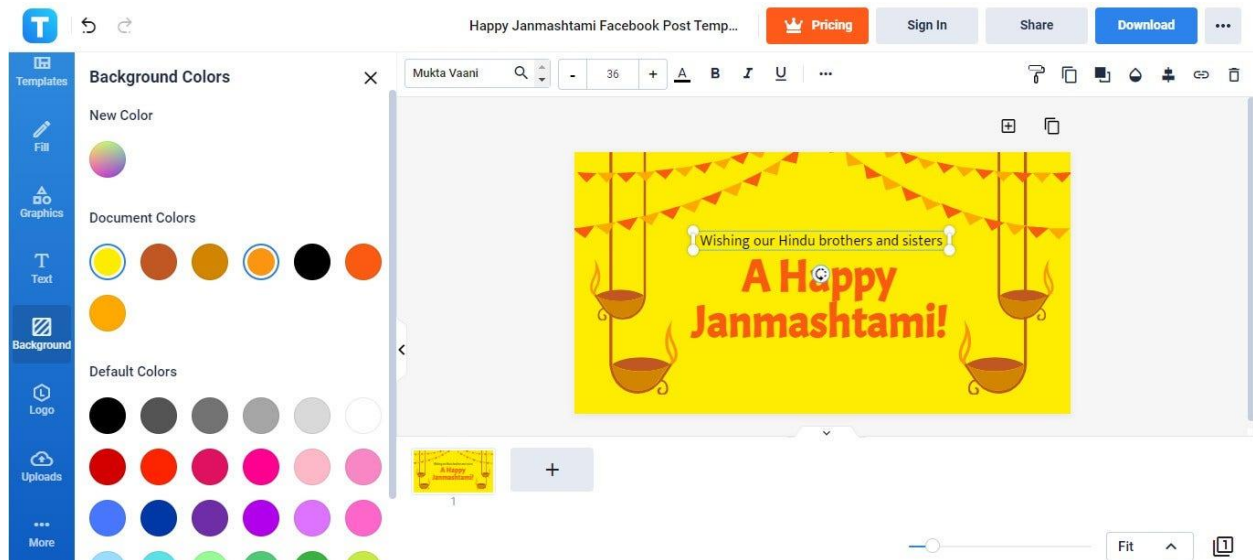 T
Happy Janmashtami Facebook Post Temp...
Pricing
Sign In
Share
Download
Templates
Fill
Graphics
Text
Background
Logo
Uploads
More
Background Colors
New Color
Document Colors
Default Colors
Mukta Vaani
- 36 + A B I U
Wishing our Hindu brothers and sisters
A Happy
Janmashtami!
1
Fit
1